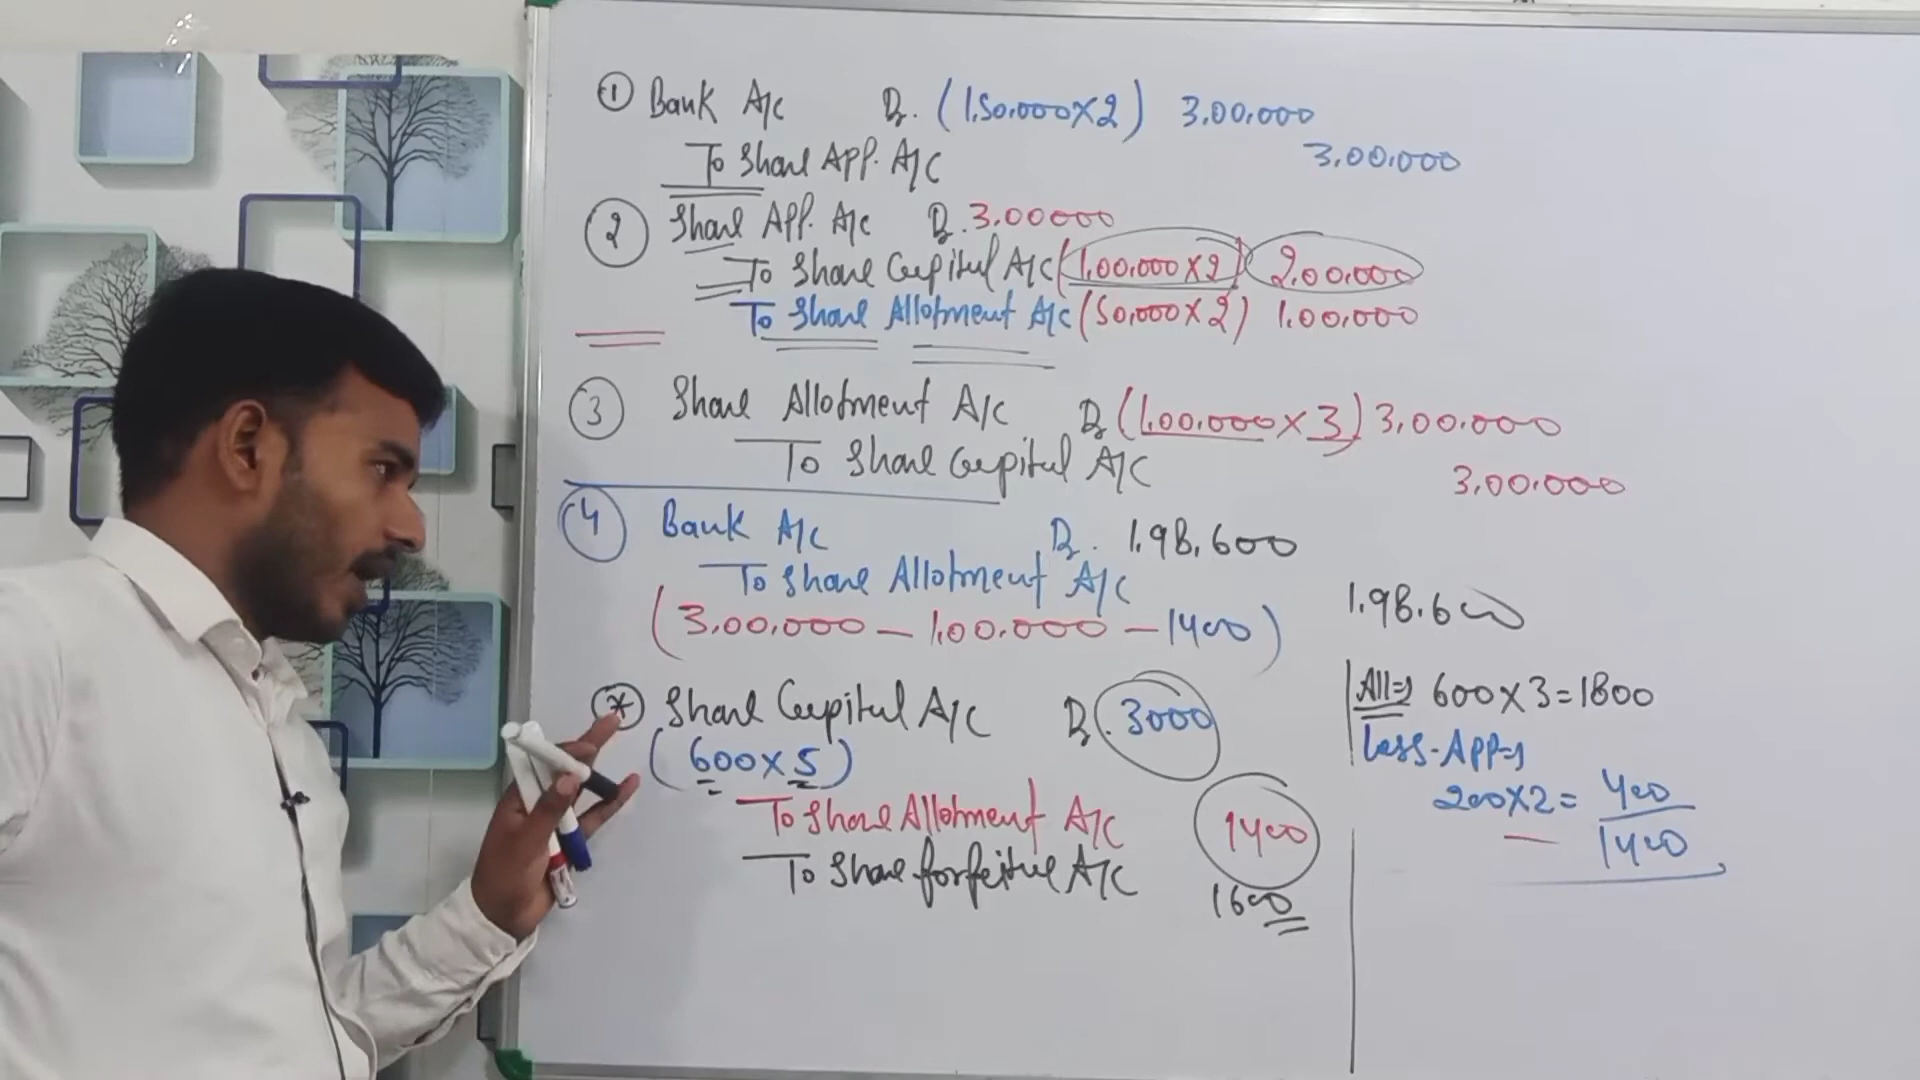 ① Bank A/c Dr. (1,50,000×2) 3,00,000
To Share APP. A/C 3,00,000
② Share APP. A/c Dr. 3,00000
To Share Capital A/C (1,00,000×2) 2,00,000
To Share Allotment A/c (50,000×2) 1,00,000
③ Share Allotment A/C Dr (1,00,000×3) 3,00,000
To Share Capital A/C 3,00,000
④ Bank A/c Dr. 1,98,600
To Share Allotment A/C
(3,00,000 – 1,00,000 – 1400)
1,98,600
* Share Capital A/C Dr. 3000
(600×5)
To Share Allotment A/C 1400
To Share forfeiture A/C 1600
All⇒ 600×3=1800
Less-APP⇒
200×2= 400
1400